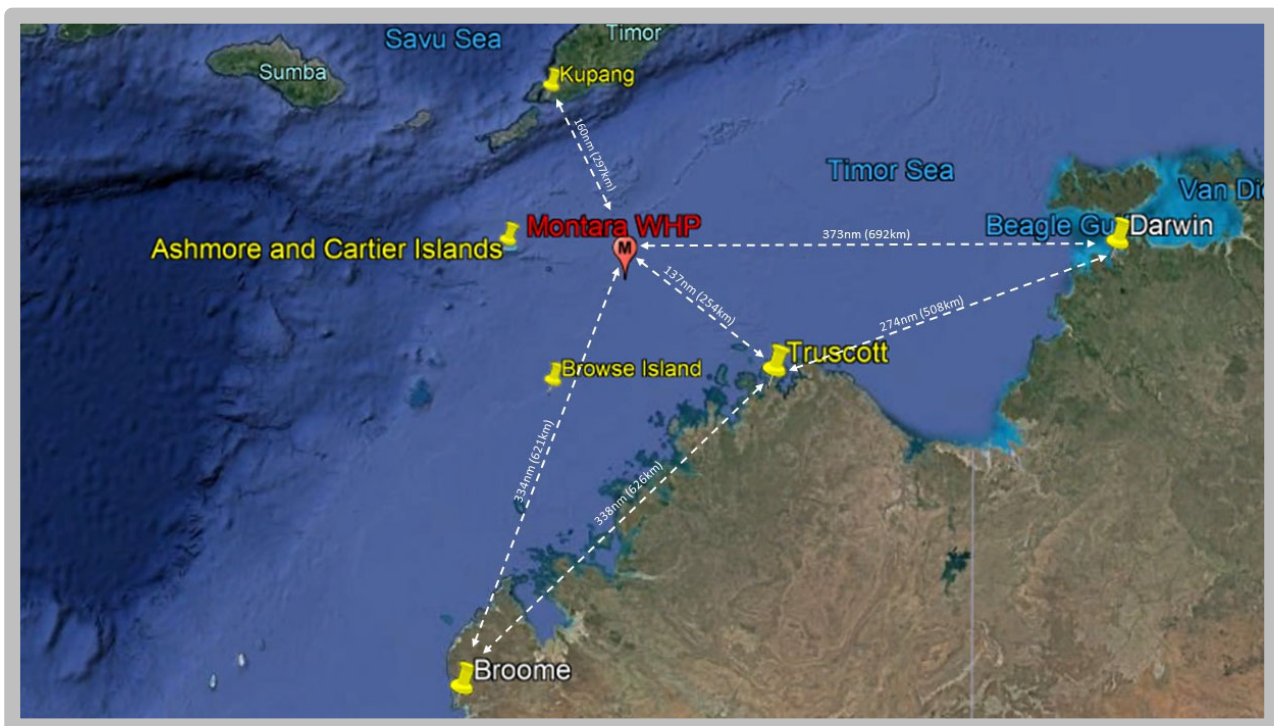 Savu Sea
Timor
Sumba
Kupang
160nm (297km)
Timor Sea
Montara WHP
M
Ashmore and Cartier Islands
Beagle Gu
Darwin
Van Di
373nm (692km)
137nm (254km)
274nm (508km)
Truscott
Browse Island
334nm (621km)
338nm (626km)
Broome